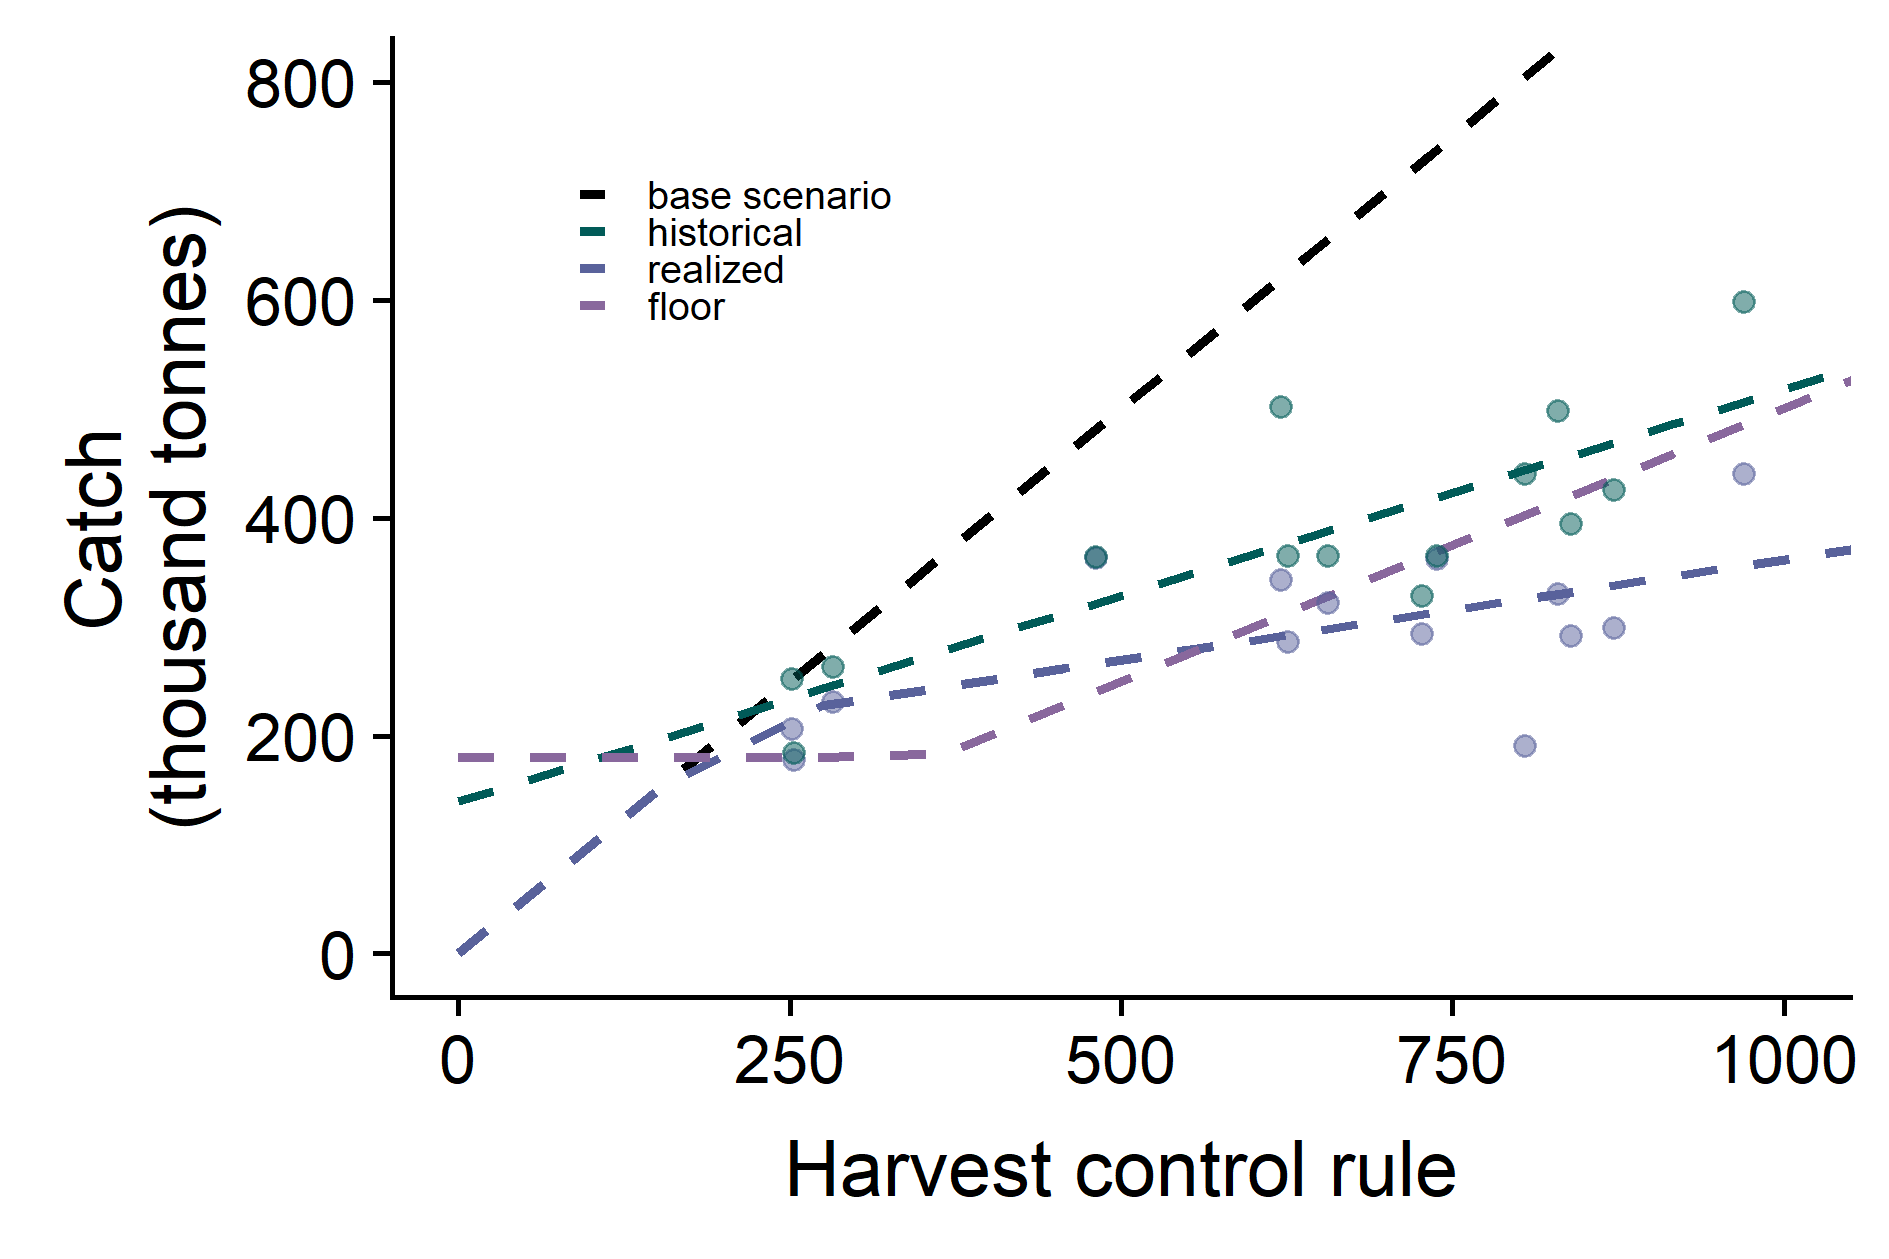 Catch
(thousand tonnes)
800
600
400
200
0
base scenario
historical
realized
floor
0 250 500 750 1000
Harvest control rule